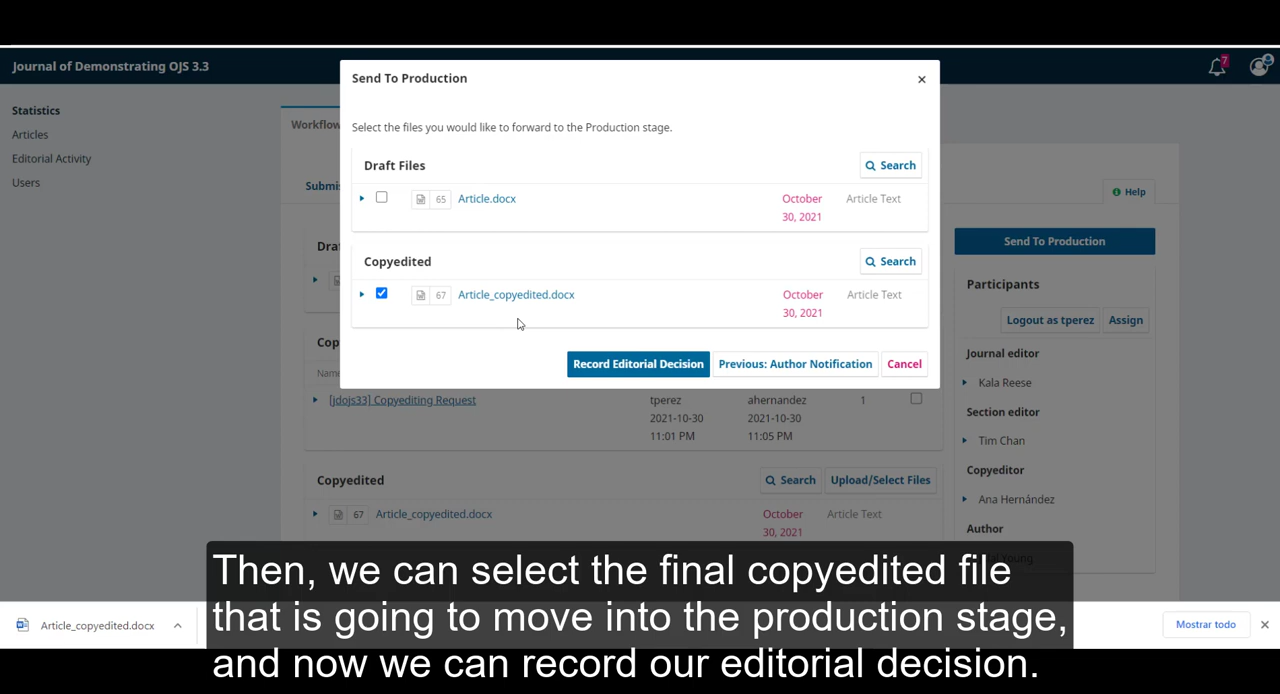 Journal of Demonstrating OJS 3.3
7
Send To Production
Statistics
Articles
Editorial Activity
Users
Workflow
Select the files you would like to forward to the Production stage.
Draft Files
Search
65
Article.docx
October
30, 2021
Article Text
Help
Send To Production
Copyedited
Search
67
Article_copyedited.docx
October
30, 2021
Article Text
Participants
Logout as tperez
Assign
Record Editorial Decision
Previous: Author Notification
Cancel
Journal editor
Kala Reese
Name
[jdojs33] Copyediting Request
tperez
2021-10-30
11:01 PM
ahernandez
2021-10-30
11:05 PM
1
Section editor
Tim Chan
Copyedited
Search
Upload/Select Files
Copyeditor
Ana Hernández
67
Article_copyedited.docx
October
30, 2021
Article Text
Author
Young
Then, we can select the final copyedited file
that is going to move into the production stage,
and now we can record our editorial decision.
Article_copyedited.docx
Mostrar todo